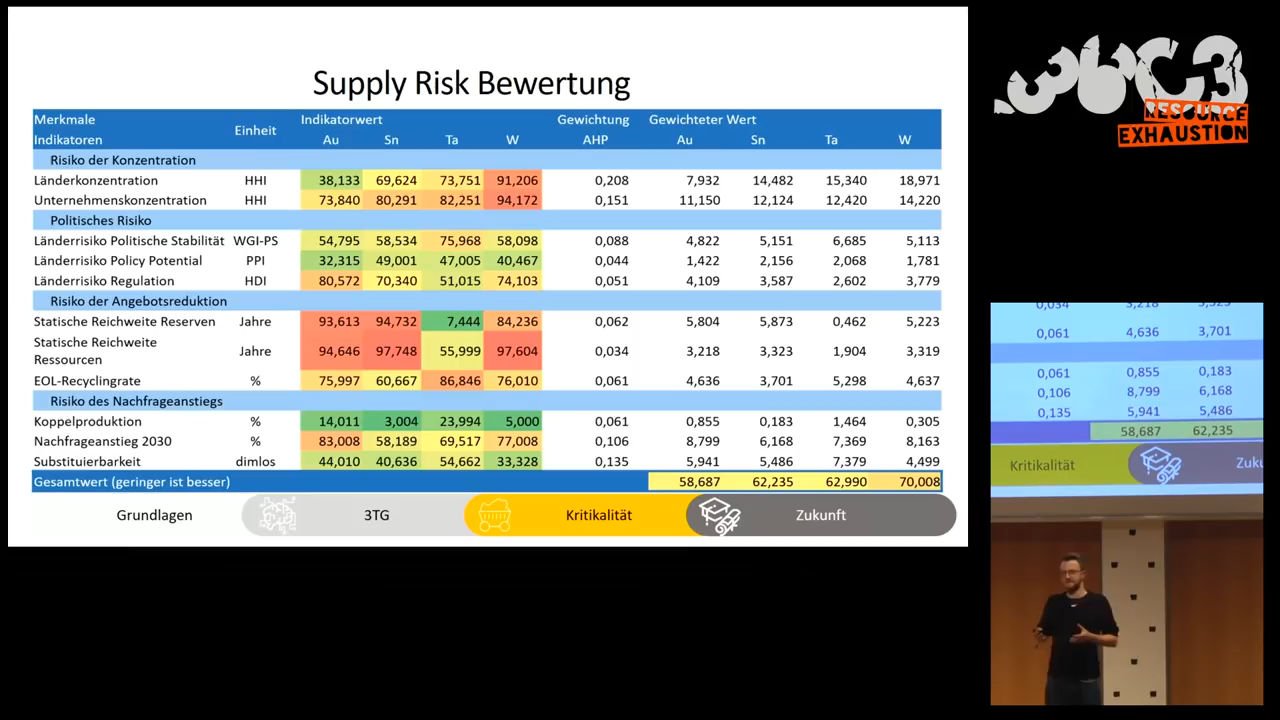 Supply Risk Bewertung
Merkmale Indikatorwert Gewichtung Gewichteter Wert
Indikatoren Einheit Au Sn Ta W AHP Au Sn Ta W
Risiko der Konzentration
Länderkonzentration HHI 38,133 69,624 73,751 91,206 0,208 7,932 14,482 15,340 18,971
Unternehmenskonzentration HHI 73,840 80,291 82,251 94,172 0,151 11,150 12,124 12,420 14,220
Politisches Risiko
Länderrisiko Politische Stabilität WGI-PS 54,795 58,534 75,968 58,098 0,088 4,822 5,151 6,685 5,113
Länderrisiko Policy Potential PPI 32,315 49,001 47,005 40,467 0,044 1,422 2,156 2,068 1,781
Länderrisiko Regulation HDI 80,572 70,340 51,015 74,103 0,051 4,109 3,587 2,602 3,779
Risiko der Angebotsreduktion
Statische Reichweite Reserven Jahre 93,613 94,732 7,444 84,236 0,062 5,804 5,873 0,462 5,223
Statische Reichweite
Ressourcen Jahre 94,646 97,748 55,999 97,604 0,034 3,218 3,323 1,904 3,319
EOL-Recyclingrate % 75,997 60,667 86,846 76,010 0,061 4,636 3,701 5,298 4,637
Risiko des Nachfrageanstiegs
Koppelproduktion % 14,011 3,004 23,994 5,000 0,061 0,855 0,183 1,464 0,305
Nachfrageanstieg 2030 % 83,008 58,189 69,517 77,008 0,106 8,799 6,168 7,369 8,163
Substituierbarkeit dimlos 44,010 40,636 54,662 33,328 0,135 5,941 5,486 7,379 4,499
Gesamtwert (geringer ist besser) 58,687 62,235 62,990 70,008
Grundlagen 3TG Kritikalität Zukunft
36C3
RESOURCE
EXHAUSTION
0,034 3,218 3,323
0,061 4,636 3,701
0,061 0,855 0,183
0,106 8,799 6,168
0,135 5,941 5,486
58,687 62,235
Kritikalität Zuku